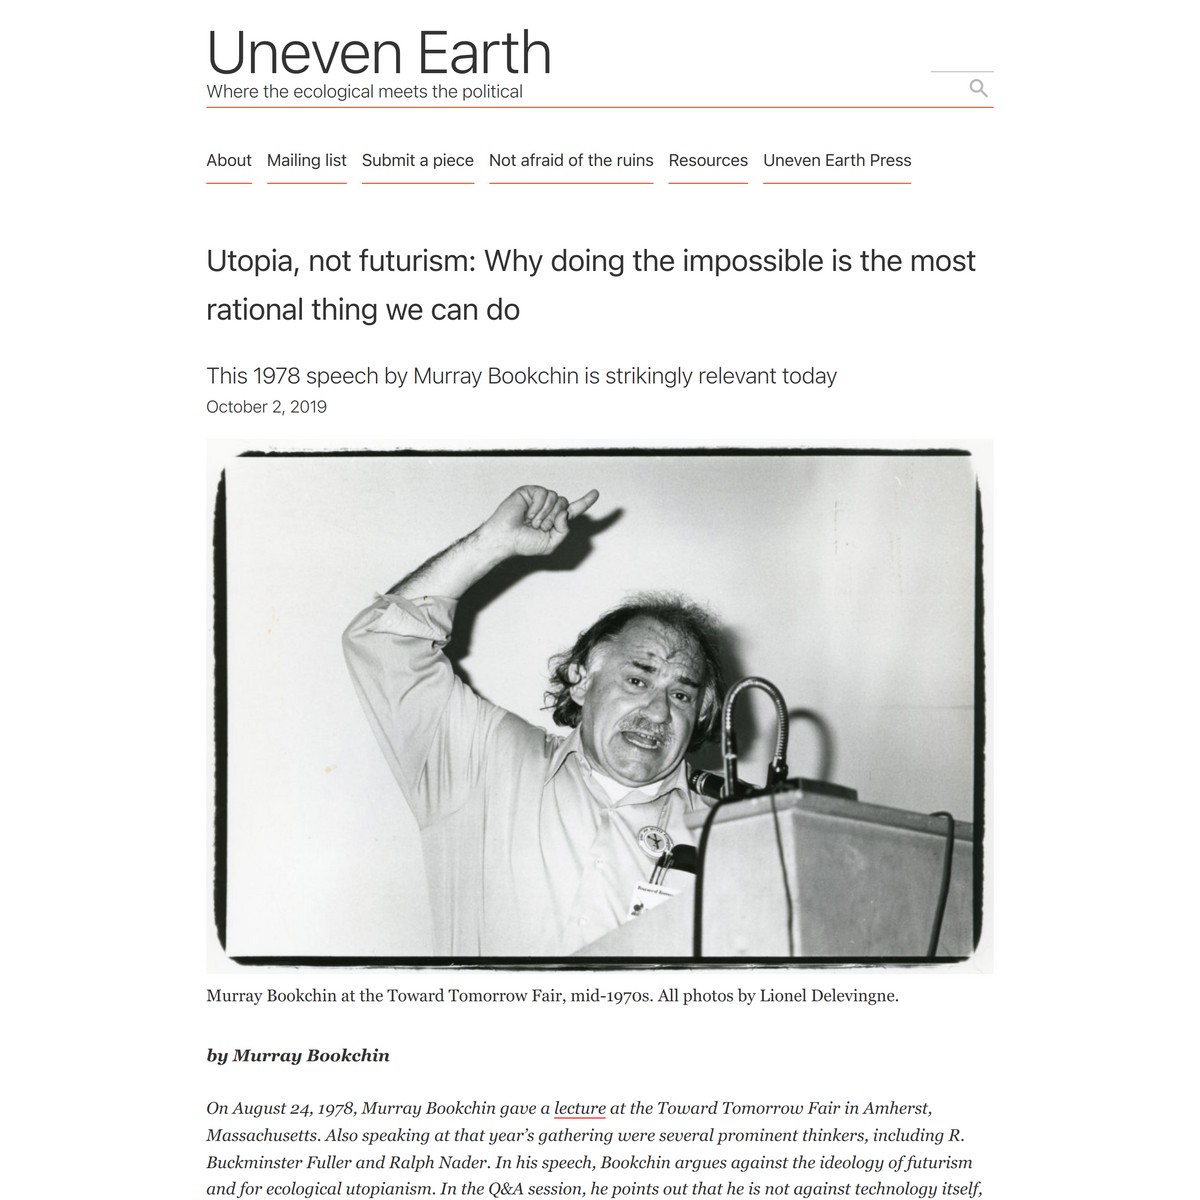 Uneven Earth
Where the ecological meets the political
About Mailing list Submit a piece Not afraid of the ruins Resources Uneven Earth Press
Utopia, not futurism: Why doing the impossible is the most
rational thing we can do
This 1978 speech by Murray Bookchin is strikingly relevant today
October 2, 2019
Murray Bookchin at the Toward Tomorrow Fair, mid-1970s. All photos by Lionel Delevingne.
by Murray Bookchin
On August 24, 1978, Murray Bookchin gave a lecture at the Toward Tomorrow Fair in Amherst,
Massachusetts. Also speaking at that year’s gathering were several prominent thinkers, including R.
Buckminster Fuller and Ralph Nader. In his speech, Bookchin argues against the ideology of futurism
and for ecological utopianism. In the Q&A session, he points out that he is not against technology itself,